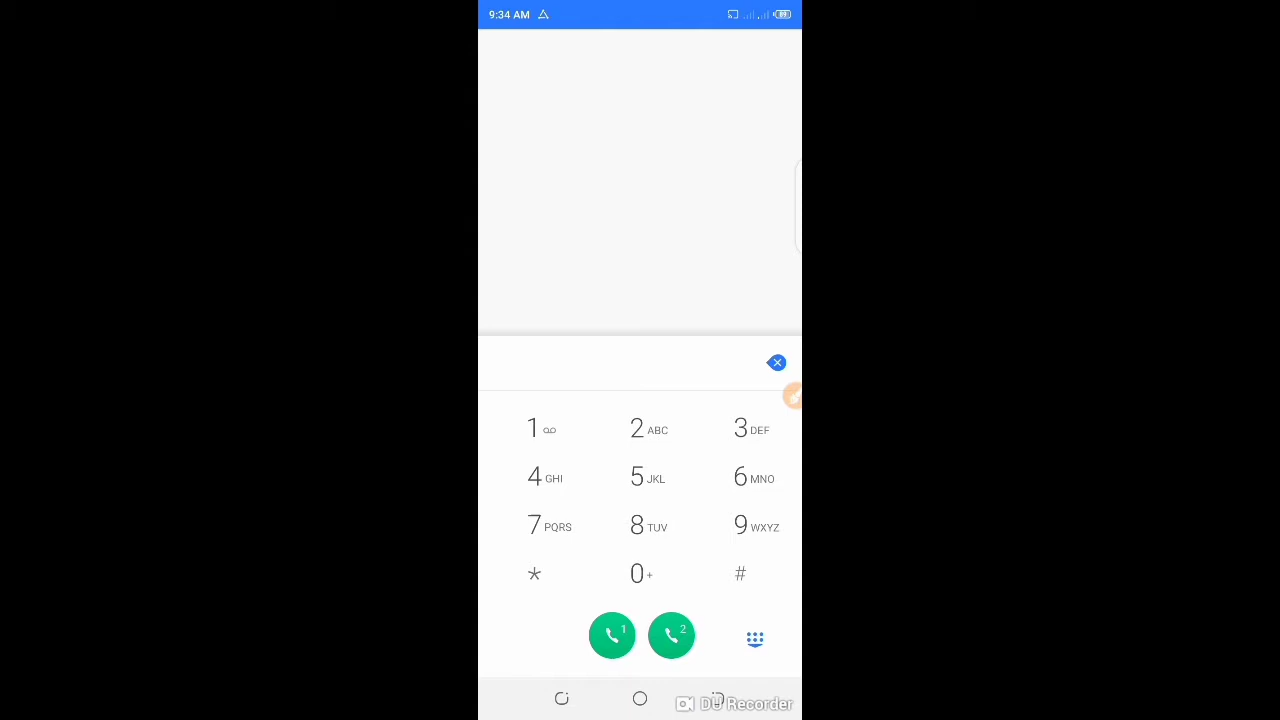 9:34 AM 89
1 2 ABC 3 DEF
4 GHI 5 JKL 6 MNO
7 PQRS 8 TUV 9 WXYZ
* 0 + #
1 2
DU Recorder